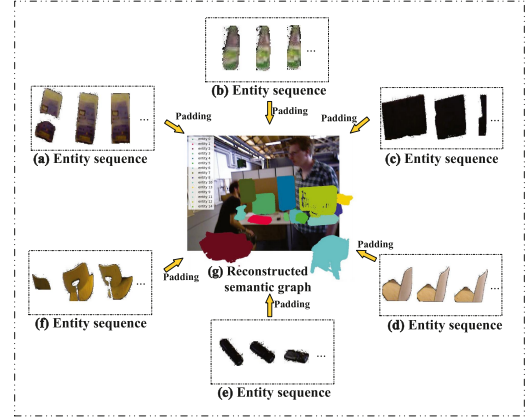 ...
(b) Entity sequence
Padding
Padding
Padding
...
...
(a) Entity sequence
(c) Entity sequence
Padding
Padding
(g) Reconstructed
semantic graph
Padding
...
...
(f) Entity sequence
(d) Entity sequence
...
(e) Entity sequence